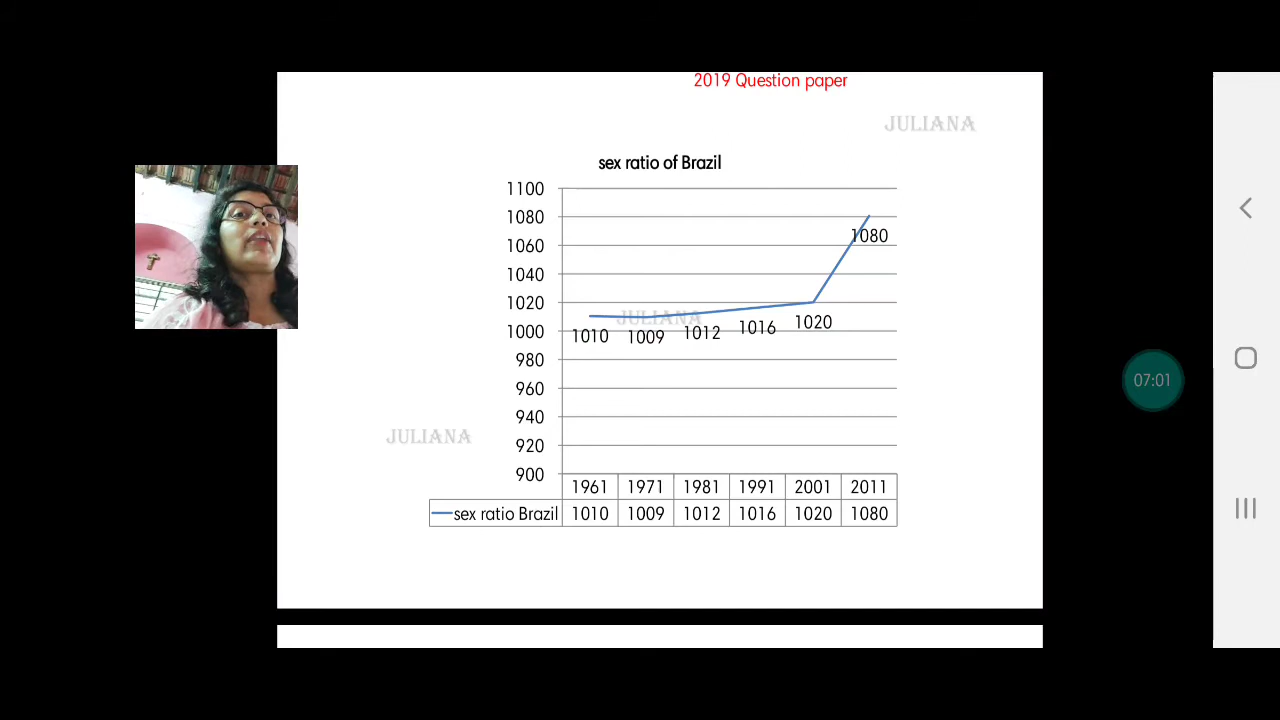 2019 Question paper
JULIANA
sex ratio of Brazil
1100
1080
1060
1040
1020
1000
980
960
940
920
900
1010 1009 1012 1016 1020 1080
JULIANA
JULIANA
07:01
1961 1971 1981 1991 2001 2011
sex ratio Brazil 1010 1009 1012 1016 1020 1080